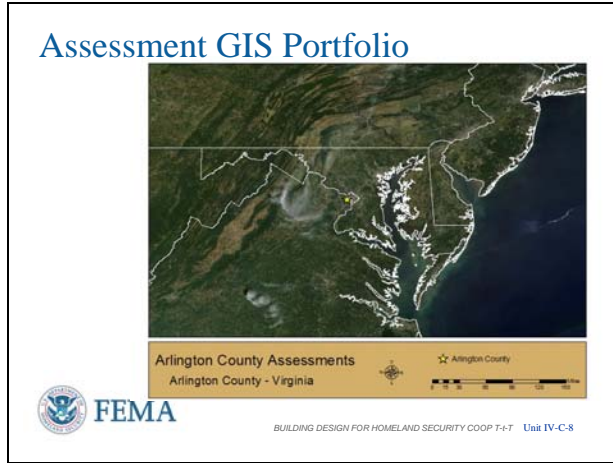 Assessment GIS Portfolio
Arlington County Assessments
Arlington County - Virginia
Arlington County
FEMA
BUILDING DESIGN FOR HOMELAND SECURITY COOP T-t-T Unit IV-C-8